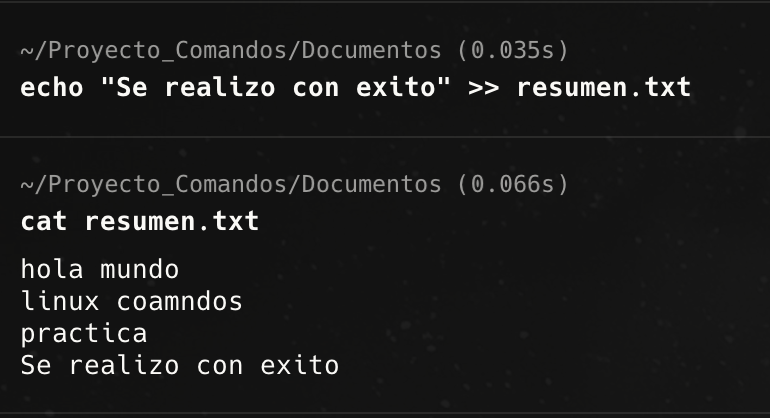 ~/Proyecto_Comandos/Documentos (0.035s)
echo "Se realizo con exito" >> resumen.txt
~/Proyecto_Comandos/Documentos (0.066s)
cat resumen.txt
hola mundo
linux coamndos
practica
Se realizo con exito